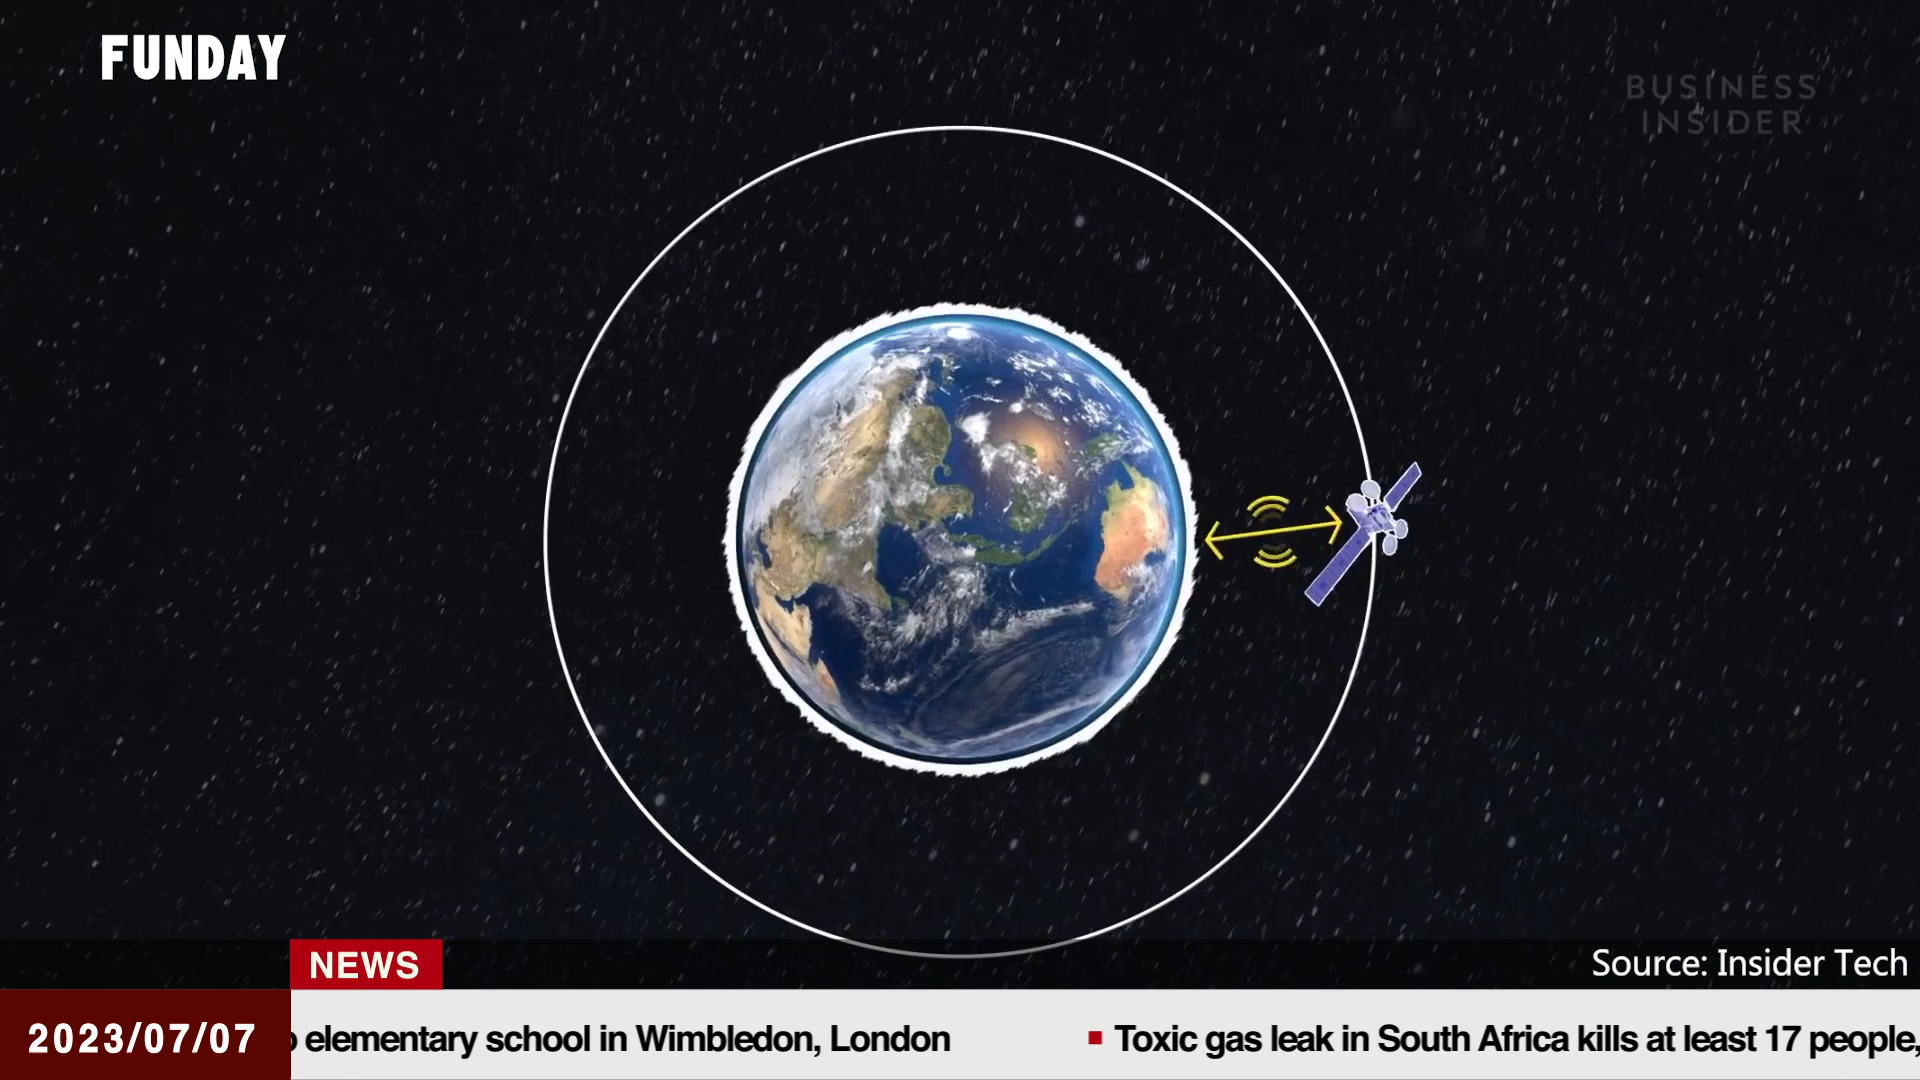 FUNDAY
BUSINESS
INSIDER
NEWS
Source: Insider Tech
2023/07/07
elementary school in Wimbledon, London
Toxic gas leak in South Africa kills at least 17 people,